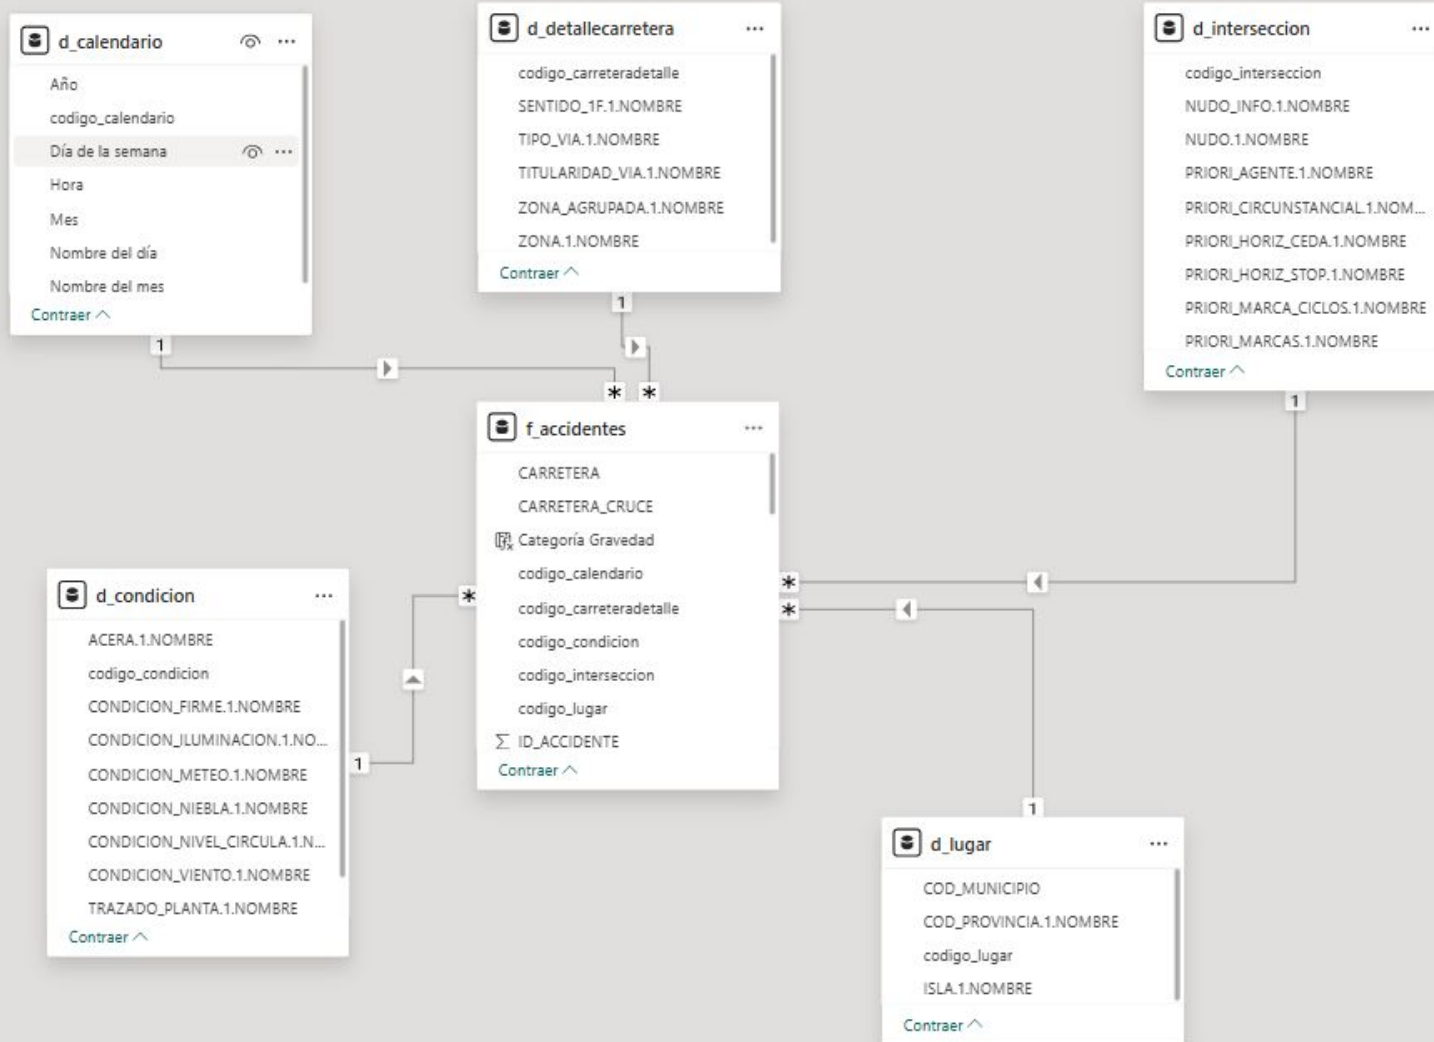 d_calendario
Año
codigo_calendario
Día de la semana
Hora
Mes
Nombre del día
Nombre del mes
Contraer
1
d_detallecarretera
codigo_carreteradetalle
SENTIDO_1F.1.NOMBRE
TIPO_VIA.1.NOMBRE
TITULARIDAD_VIA.1.NOMBRE
ZONA_AGRUPADA.1.NOMBRE
ZONA.1.NOMBRE
Contraer
1
d_interseccion
codigo_interseccion
NUDO_INFO.1.NOMBRE
NUDO.1.NOMBRE
PRIORI_AGENTE.1.NOMBRE
PRIORI_CIRCUNSTANCIAL.1.NOM...
PRIORI_HORIZ_CEDA.1.NOMBRE
PRIORI_HORIZ_STOP.1.NOMBRE
PRIORI_MARCA_CICLOS.1.NOMBRE
PRIORI_MARCAS.1.NOMBRE
Contraer
1
* *
f_accidentes
CARRETERA
CARRETERA_CRUCE
Categoría Gravedad
codigo_calendario
codigo_carreteradetalle
codigo_condicion
codigo_interseccion
codigo_lugar
Σ ID_ACCIDENTE
Contraer
*
*
*
d_condicion
ACERA.1.NOMBRE
codigo_condicion
CONDICION_FIRME.1.NOMBRE
CONDICION_ILUMINACION.1.NO...
CONDICION_METEO.1.NOMBRE
CONDICION_NIEBLA.1.NOMBRE
CONDICION_NIVEL_CIRCULA.1.N...
CONDICION_VIENTO.1.NOMBRE
TRAZADO_PLANTA.1.NOMBRE
Contraer
1
1
d_lugar
COD_MUNICIPIO
COD_PROVINCIA.1.NOMBRE
codigo_lugar
ISLA.1.NOMBRE
Contraer